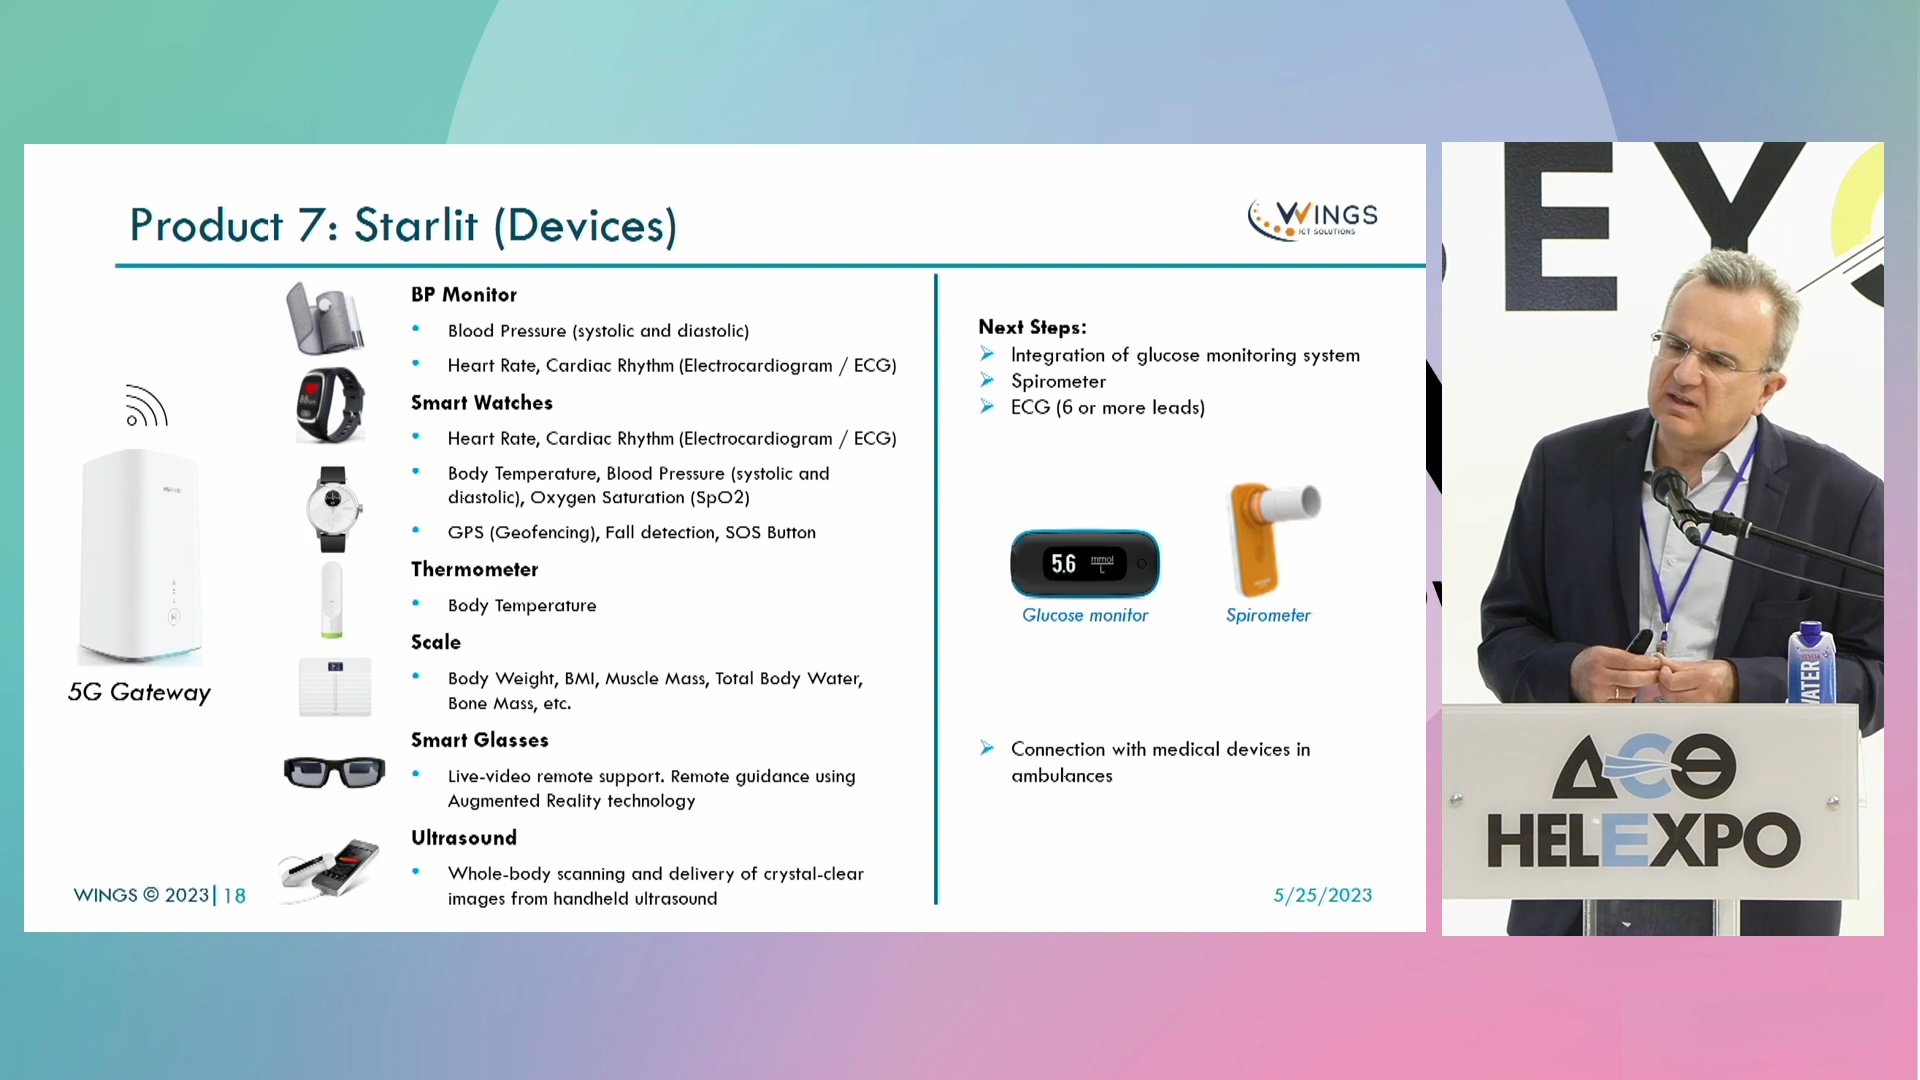 Product 7: Starlit (Devices)
WINGS
ICT SOLUTIONS
BP Monitor
• Blood Pressure (systolic and diastolic)
• Heart Rate, Cardiac Rhythm (Electrocardiogram / ECG)
Smart Watches
• Heart Rate, Cardiac Rhythm (Electrocardiogram / ECG)
• Body Temperature, Blood Pressure (systolic and
diastolic), Oxygen Saturation (SpO2)
• GPS (Geofencing), Fall detection, SOS Button
Thermometer
• Body Temperature
Scale
• Body Weight, BMI, Muscle Mass, Total Body Water,
Bone Mass, etc.
Smart Glasses
• Live-video remote support. Remote guidance using
Augmented Reality technology
Ultrasound
• Whole-body scanning and delivery of crystal-clear
images from handheld ultrasound
5G Gateway
WINGS © 2023| 18
Next Steps:
➢ Integration of glucose monitoring system
➢ Spirometer
➢ ECG (6 or more leads)
5.6 mmol
L
Glucose monitor
Spirometer
➢ Connection with medical devices in
ambulances
5/25/2023
EY
WATER
ΔΕΘ
HELEXPO